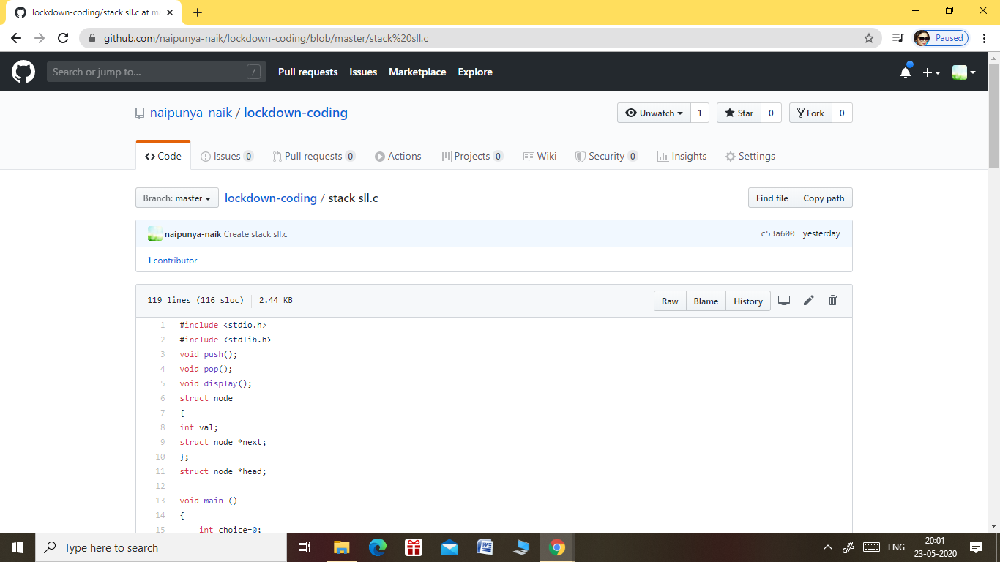 lockdown-coding/stack sll.c at m
github.com/naipunya-naik/lockdown-coding/blob/master/stack%20sll.c
Paused
Search or jump to...
/
Pull requests Issues Marketplace Explore
naipunya-naik / lockdown-coding
Unwatch 1 Star 0 Fork 0
Code Issues 0 Pull requests 0 Actions Projects 0 Wiki Security 0 Insights Settings
Branch: master lockdown-coding / stack sll.c Find file Copy path
naipunya-naik Create stack sll.c c53a600 yesterday
1 contributor
119 lines (116 sloc) 2.44 KB Raw Blame History
1 #include <stdio.h>
2 #include <stdlib.h>
3 void push();
4 void pop();
5 void display();
6 struct node
7 {
8 int val;
9 struct node *next;
10 };
11 struct node *head;
12
13 void main ()
14 {
15 int choice=0;
Type here to search
W
ENG
20:01
23-05-2020